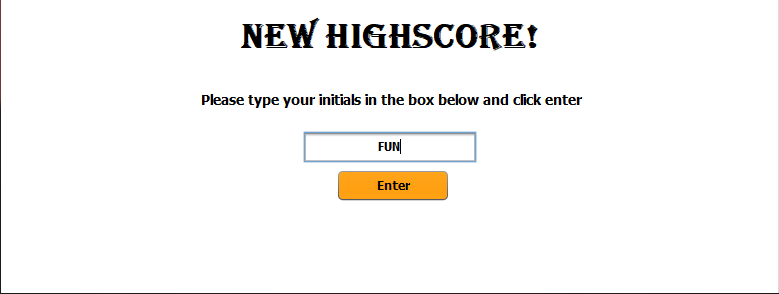 NEW HIGHSCORE!
Please type your initials in the box below and click enter
FUN
Enter